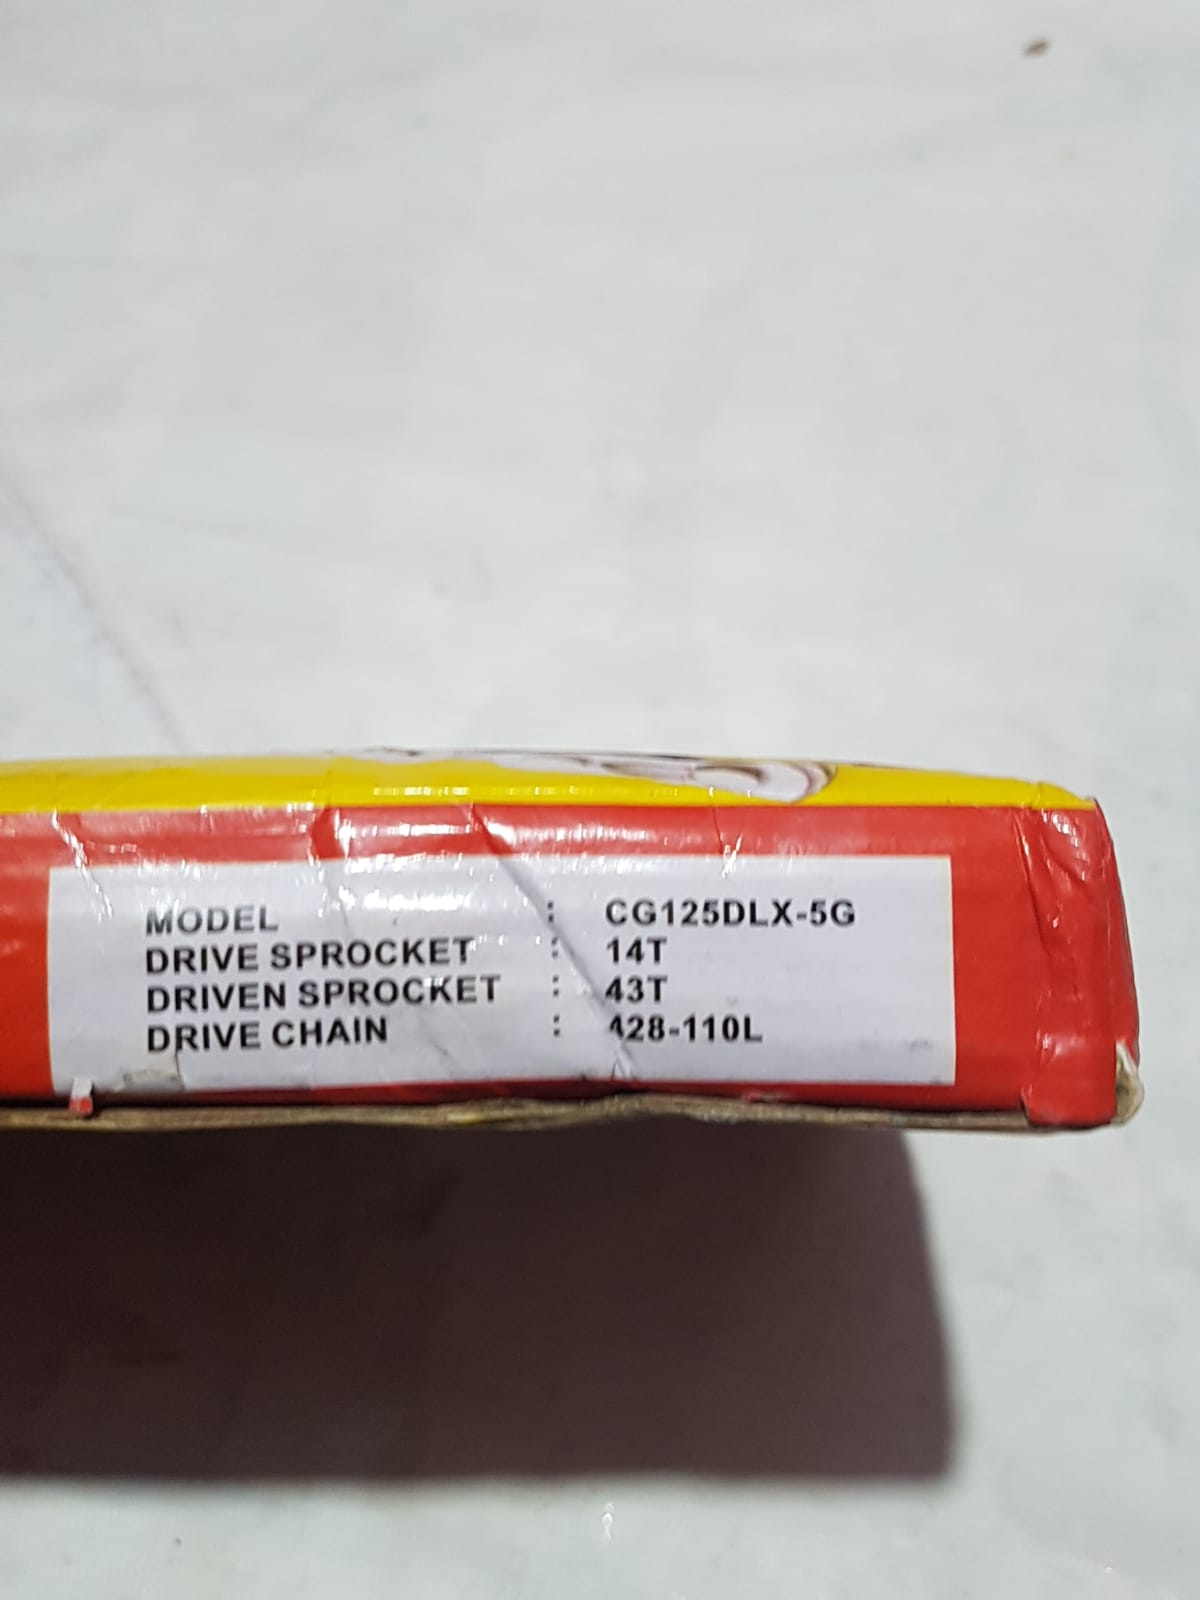 MODEL : CG125DLX-5G
DRIVE SPROCKET : 14T
DRIVEN SPROCKET : 43T
DRIVE CHAIN : 428-110L